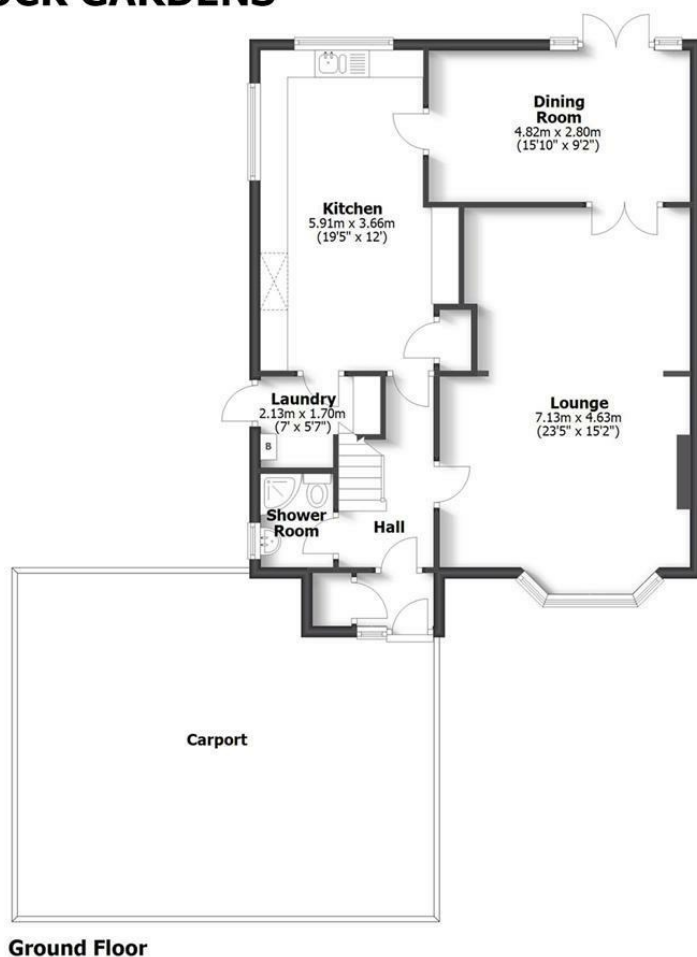 GARDENS
Dining
Room
4.82m x 2.80m
(15'10" x 9'2")
Kitchen
5.91m x 3.66m
(19'5" x 12')
Laundry
2.13m x 1.70m
(7' x 5'7")
B
Lounge
7.13m x 4.63m
(23'5" x 15'2")
Shower
Room
Hall
Carport
Ground Floor